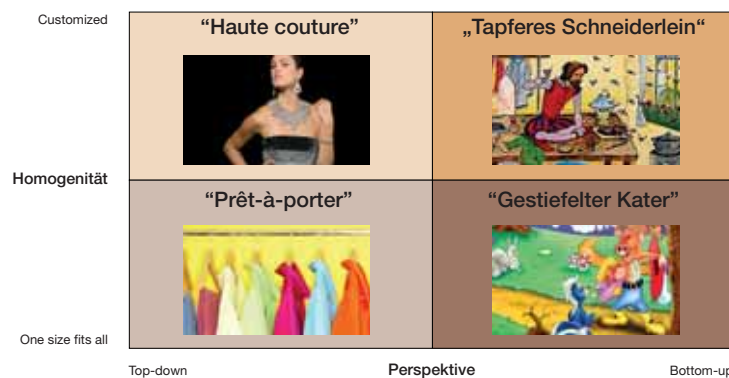 Customized
“Haute couture”
„Tapferes Schneiderlein“
Homogenität
“Prêt-à-porter”
“Gestiefelter Kater”
One size fits all
Top-down
Perspektive
Bottom-up